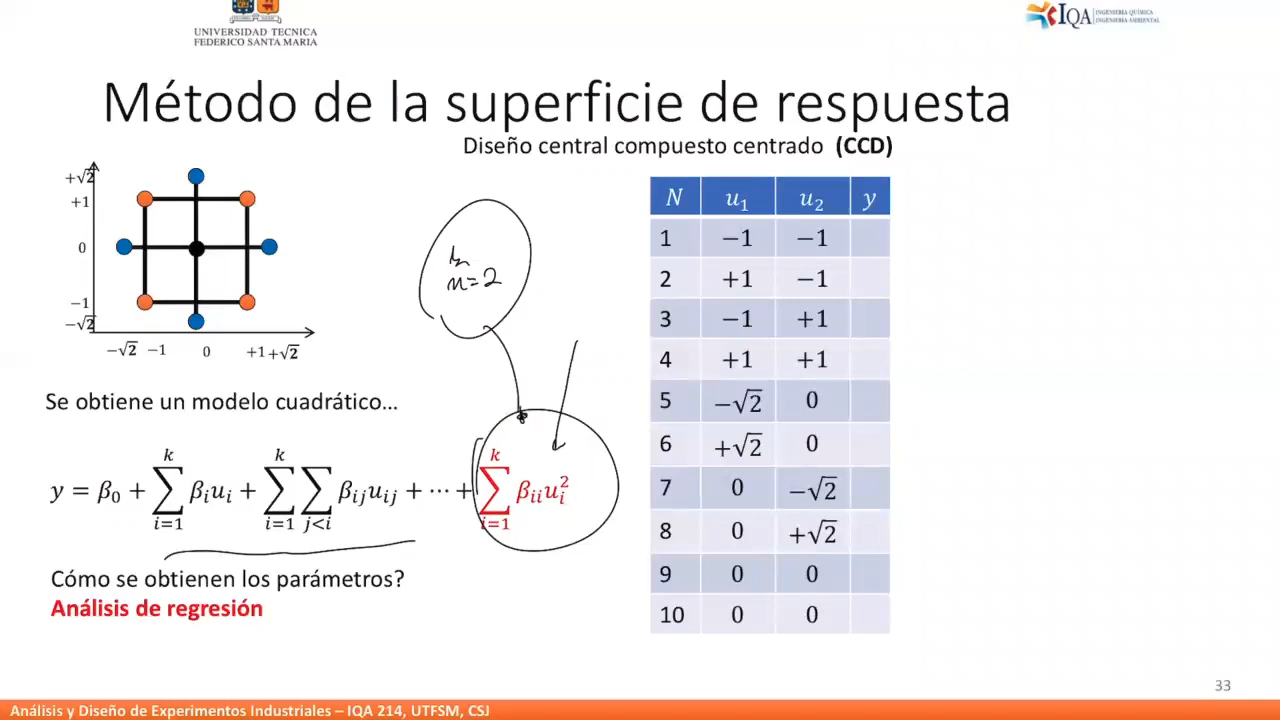 UNIVERSIDAD TECNICA
FEDERICO SANTA MARIA
IQA INGENIERÍA QUÍMICA
INGENIERÍA AMBIENTAL
Método de la superficie de respuesta
Diseño central compuesto centrado (CCD)
+√2
+1
0
−1
−√2
−√2 −1 0 +1 +√2
n=2
N u₁ u₂ y
1 −1 −1
2 +1 −1
3 −1 +1
4 +1 +1
5 −√2 0
6 +√2 0
7 0 −√2
8 0 +√2
9 0 0
10 0 0
Se obtiene un modelo cuadrático…
y = β₀ + ∑_{i=1}^{k} βᵢuᵢ + ∑_{i=1}^{k} ∑_{j<i} βᵢⱼuᵢⱼ + ⋯ + ∑_{i=1}^{k} βᵢᵢuᵢ²
Cómo se obtienen los parámetros?
Análisis de regresión
33
Análisis y Diseño de Experimentos Industriales – IQA 214, UTFSM, CSJ